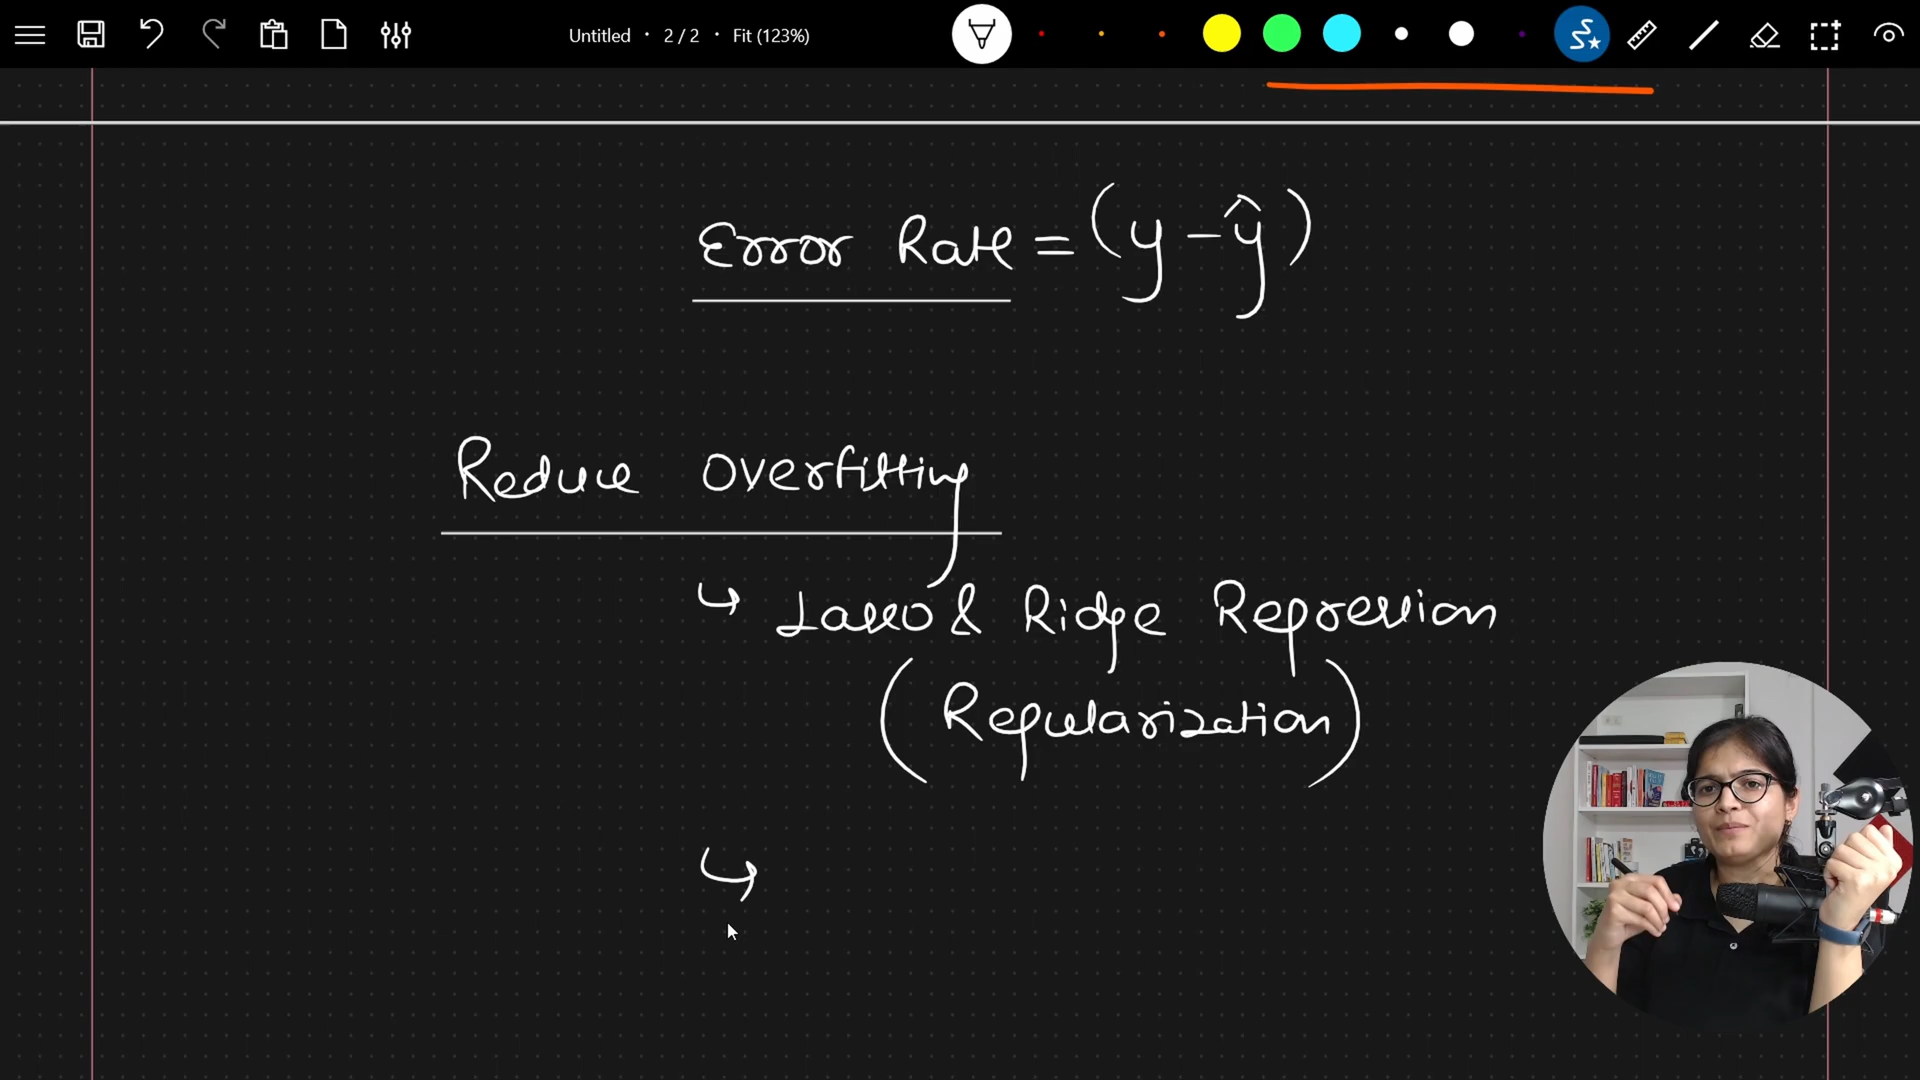 Untitled • 2 / 2 • Fit (123%)
Error Rate = (y - ŷ)
Reduce Overfitting
↳ Lasso & Ridge Regression
(Regularization)
↳